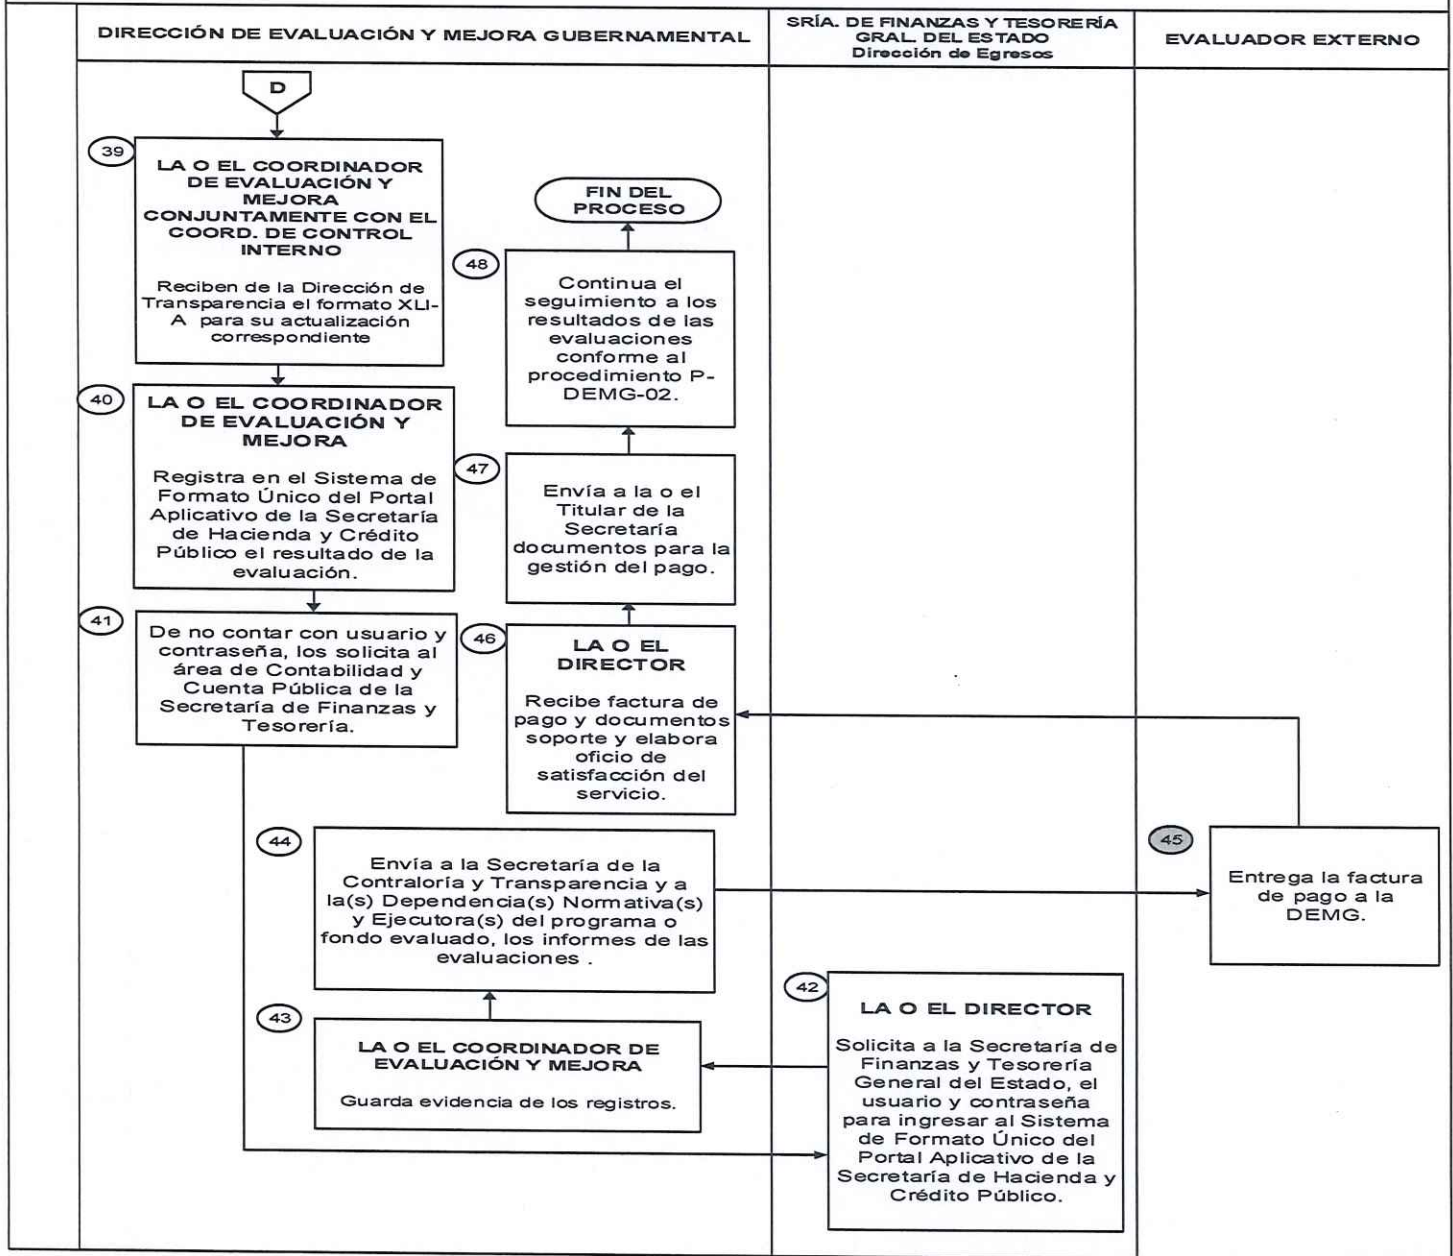 DIRECCIÓN DE EVALUACIÓN Y MEJORA GUBERNAMENTAL
SRÍA. DE FINANZAS Y TESORERÍA
GRAL. DEL ESTADO
Dirección de Egresos
EVALUADOR EXTERNO
D
39
LA O EL COORDINADOR
DE EVALUACIÓN Y
MEJORA
CONJUNTAMENTE CON EL
COORD. DE CONTROL
INTERNO
Reciben de la Dirección de
Transparencia el formato XLI-
A para su actualización
correspondiente
40
LA O EL COORDINADOR
DE EVALUACIÓN Y
MEJORA
Registra en el Sistema de
Formato Único del Portal
Aplicativo de la Secretaría
de Hacienda y Crédito
Público el resultado de la
evaluación.
41
De no contar con usuario y
contraseña, los solicita al
área de Contabilidad y
Cuenta Pública de la
Secretaría de Finanzas y
Tesorería.
42
LA O EL DIRECTOR
Solicita a la Secretaría de
Finanzas y Tesorería
General del Estado, el
usuario y contraseña
para ingresar al Sistema
de Formato Único del
Portal Aplicativo de la
Secretaría de Hacienda y
Crédito Público.
43
LA O EL COORDINADOR DE
EVALUACIÓN Y MEJORA
Guarda evidencia de los registros.
44
Envía a la Secretaría de la
Contraloría y Transparencia y a
la(s) Dependencia(s) Normativa(s)
y Ejecutora(s) del programa o
fondo evaluado, los informes de las
evaluaciones .
45
Entrega la factura
de pago a la
DEMG.
46
LA O EL
DIRECTOR
Recibe factura de
pago y documentos
soporte y elabora
oficio de
satisfacción del
servicio.
47
Envía a la o el
Titular de la
Secretaría
documentos para la
gestión del pago.
48
Continua el
seguimiento a los
resultados de las
evaluaciones
conforme al
procedimiento P-
DEMG-02.
FIN DEL
PROCESO